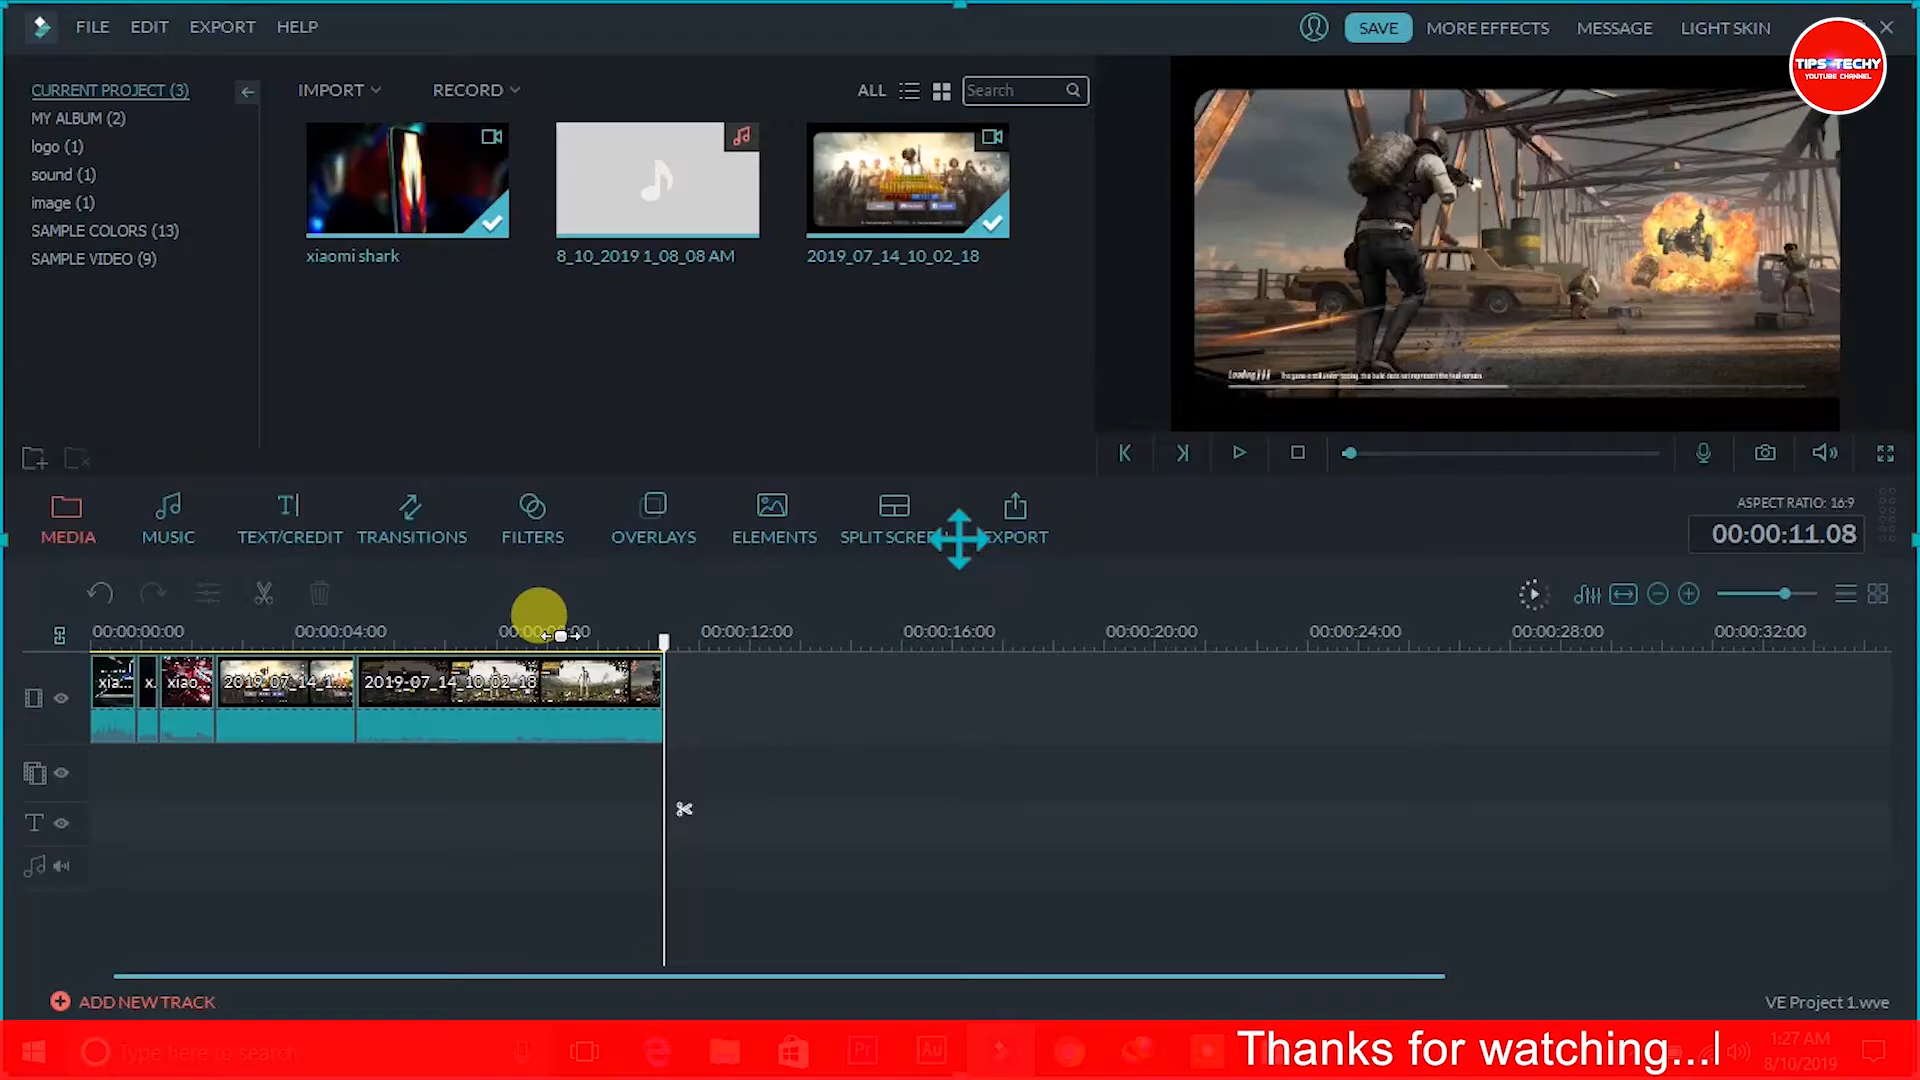 FILE EDIT EXPORT HELP
SAVE MORE EFFECTS MESSAGE LIGHT SKIN
TIPS TECHY
YOUTUBE CHANNEL
CURRENT PROJECT (3)
MY ALBUM (2)
logo (1)
sound (1)
image (1)
SAMPLE COLORS (13)
SAMPLE VIDEO (9)
IMPORT RECORD ALL Search
xiaomi shark 8_10_2019 1_08_08 AM 2019_07_14_10_02_18
Loading
ASPECT RATIO: 16:9
00:00:11.08
MEDIA MUSIC TEXT/CREDIT TRANSITIONS FILTERS OVERLAYS ELEMENTS SPLIT SCREE EXPORT
00:00:00:00 00:00:04:00 00:00:16:00 00:00:12:00 00:00:20:00 00:00:24:00 00:00:28:00 00:00:32:00
xia... x. xiao... 2019_07_14_1... 2019_07_14_10_02_18
ADD NEW TRACK
VE Project 1.wve
Type here to search
Pr Au
Thanks for watching...
1:27 AM
8/10/2019